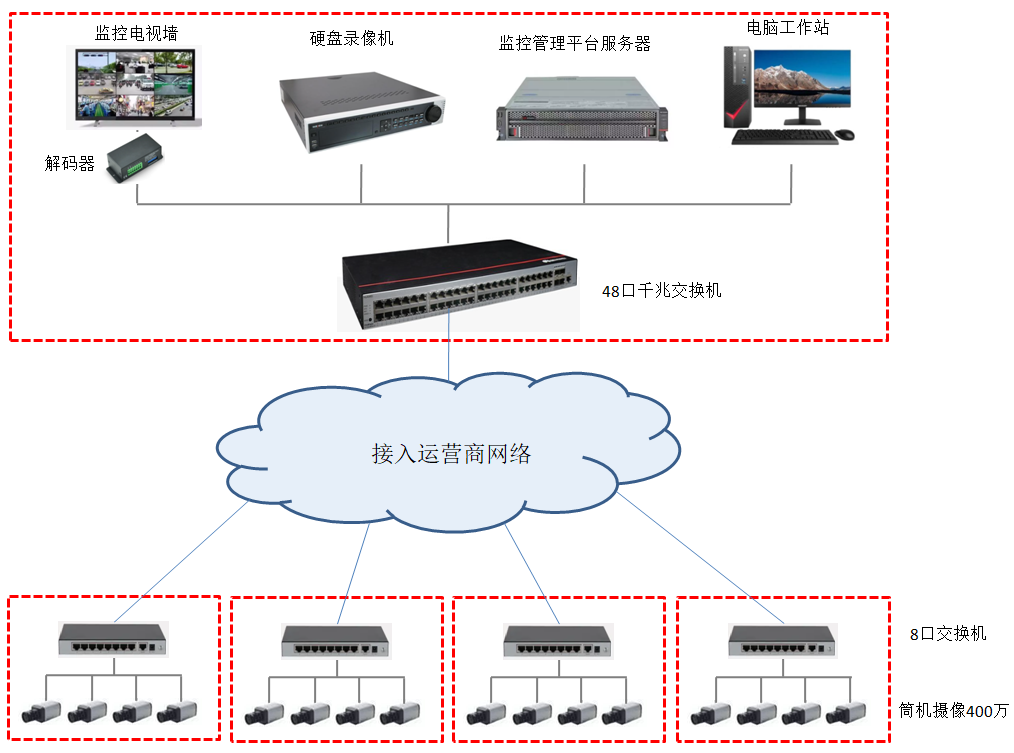 监控电视墙
硬盘录像机
监控管理平台服务器
电脑工作站
解码器
48口千兆交换机
接入运营商网络
8口交换机
筒机摄像400万